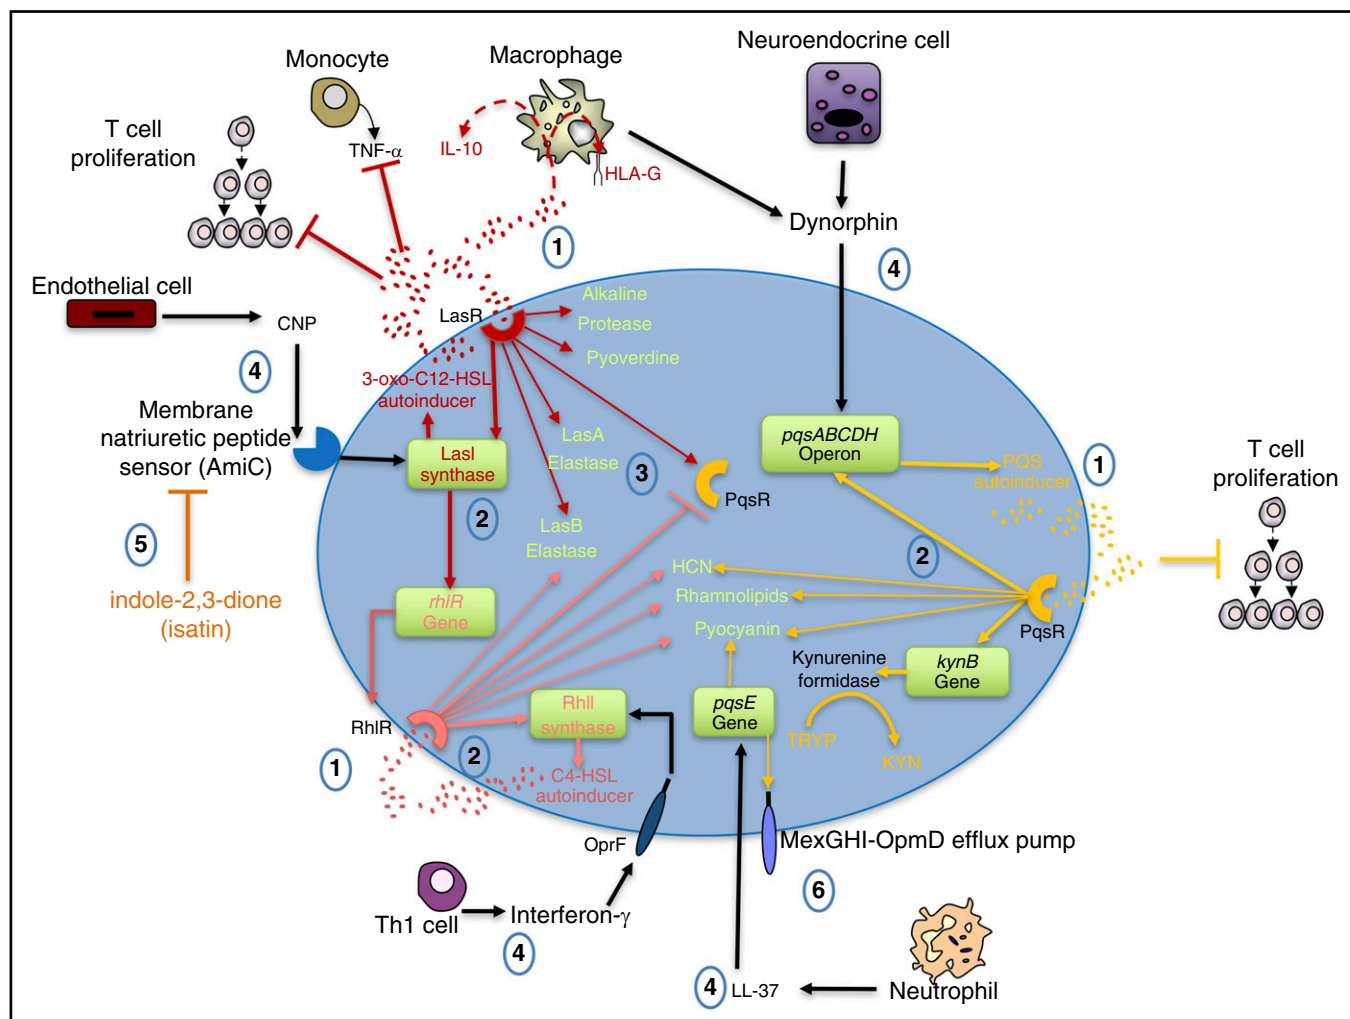 Neuroendocrine cell
Monocyte
Macrophage
T cell
proliferation
TNF-α
IL-10
HLA-G
Dynorphin
1
4
Endothelial cell
CNP
LasR
Alkaline
Protease
Pyoverdine
4
3-oxo-C12-HSL
autoinducer
Membrane
natriuretic peptide
sensor (AmiC)
LasI
synthase
LasA
Elastase
3
PqsR
pqsABCDH
Operon
PQS
autoinducer
1
T cell
proliferation
5
2
LasB
Elastase
2
indole-2,3-dione
(isatin)
rhlR
Gene
HCN
Rhamnolipids
Pyocyanin
PqsR
Kynurenine
formidase
kynB
Gene
RhlR
RhlI
synthase
pqsE
Gene
TRYP
KYN
1
2
C4-HSL
autoinducer
OprF
MexGHI-OpmD efflux pump
6
Th1 cell
Interferon-γ
4
4
LL-37
Neutrophil